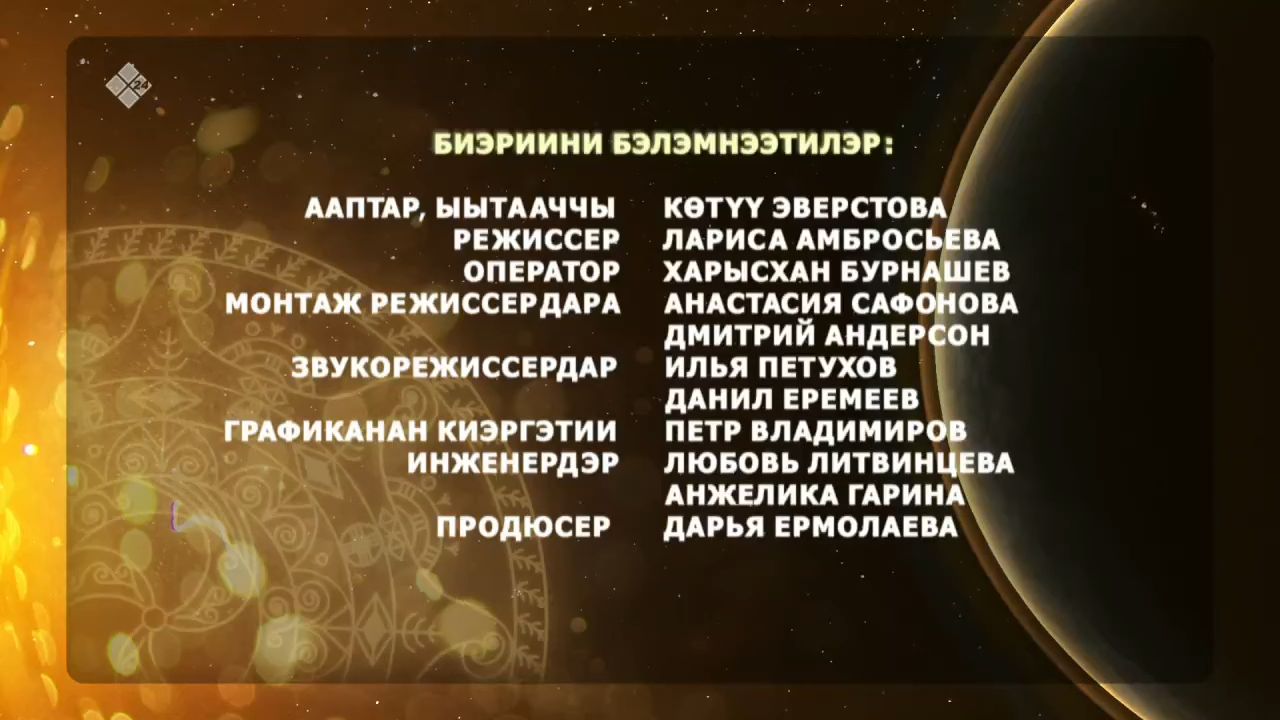 24
БИЭРИИНИ БЭЛЭМНЭЭТИЛЭР:
ААПТАР, ЫЫТААЧЧЫ КӨТҮҮ ЭВЕРСТОВА
РЕЖИССЕР ЛАРИСА АМБРОСЬЕВА
ОПЕРАТОР ХАРЫСХАН БУРНАШЕВ
МОНТАЖ РЕЖИССЕРДАРА АНАСТАСИЯ САФОНОВА
ДМИТРИЙ АНДЕРСОН
ЗВУКОРЕЖИССЕРДАР ИЛЬЯ ПЕТУХОВ
ДАНИЛ ЕРЕМЕЕВ
ГРАФИКАНАН КИЭРГЭТИИ ПЕТР ВЛАДИМИРОВ
ИНЖЕНЕРДЭР ЛЮБОВЬ ЛИТВИНЦЕВА
АНЖЕЛИКА ГАРИНА
ПРОДЮСЕР ДАРЬЯ ЕРМОЛАЕВА